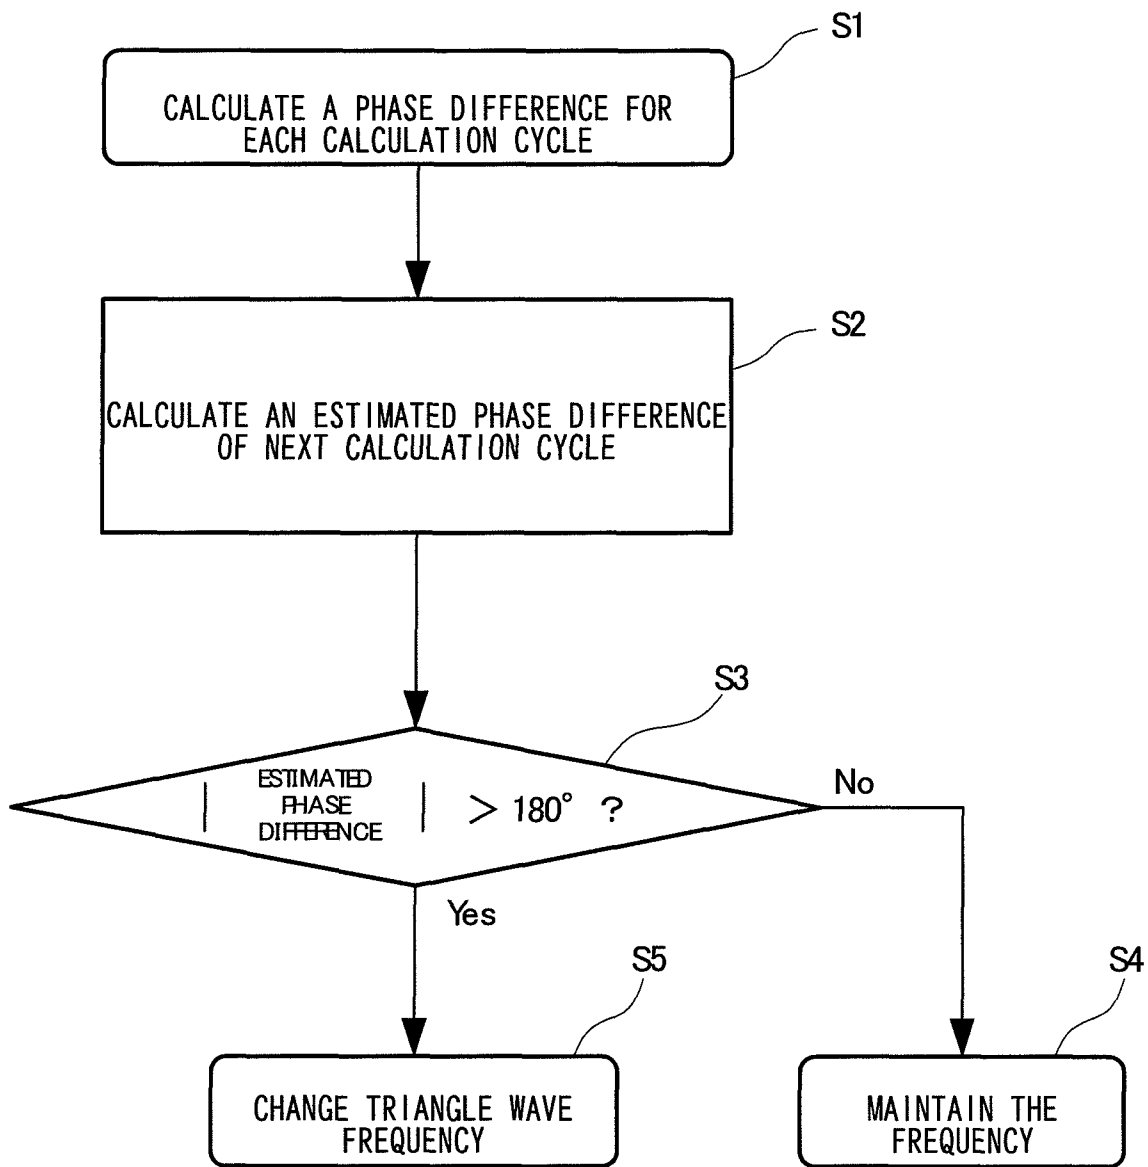 S1
CALCULATE A PHASE DIFFERENCE FOR
EACH CALCULATION CYCLE
S2
CALCULATE AN ESTIMATED PHASE DIFFERENCE
OF NEXT CALCULATION CYCLE
S3
ESTIMATED
PHASE
DIFFERENCE
| | > 180° ?
No
Yes
S5
S4
CHANGE TRIANGLE WAVE
FREQUENCY
MAINTAIN THE
FREQUENCY